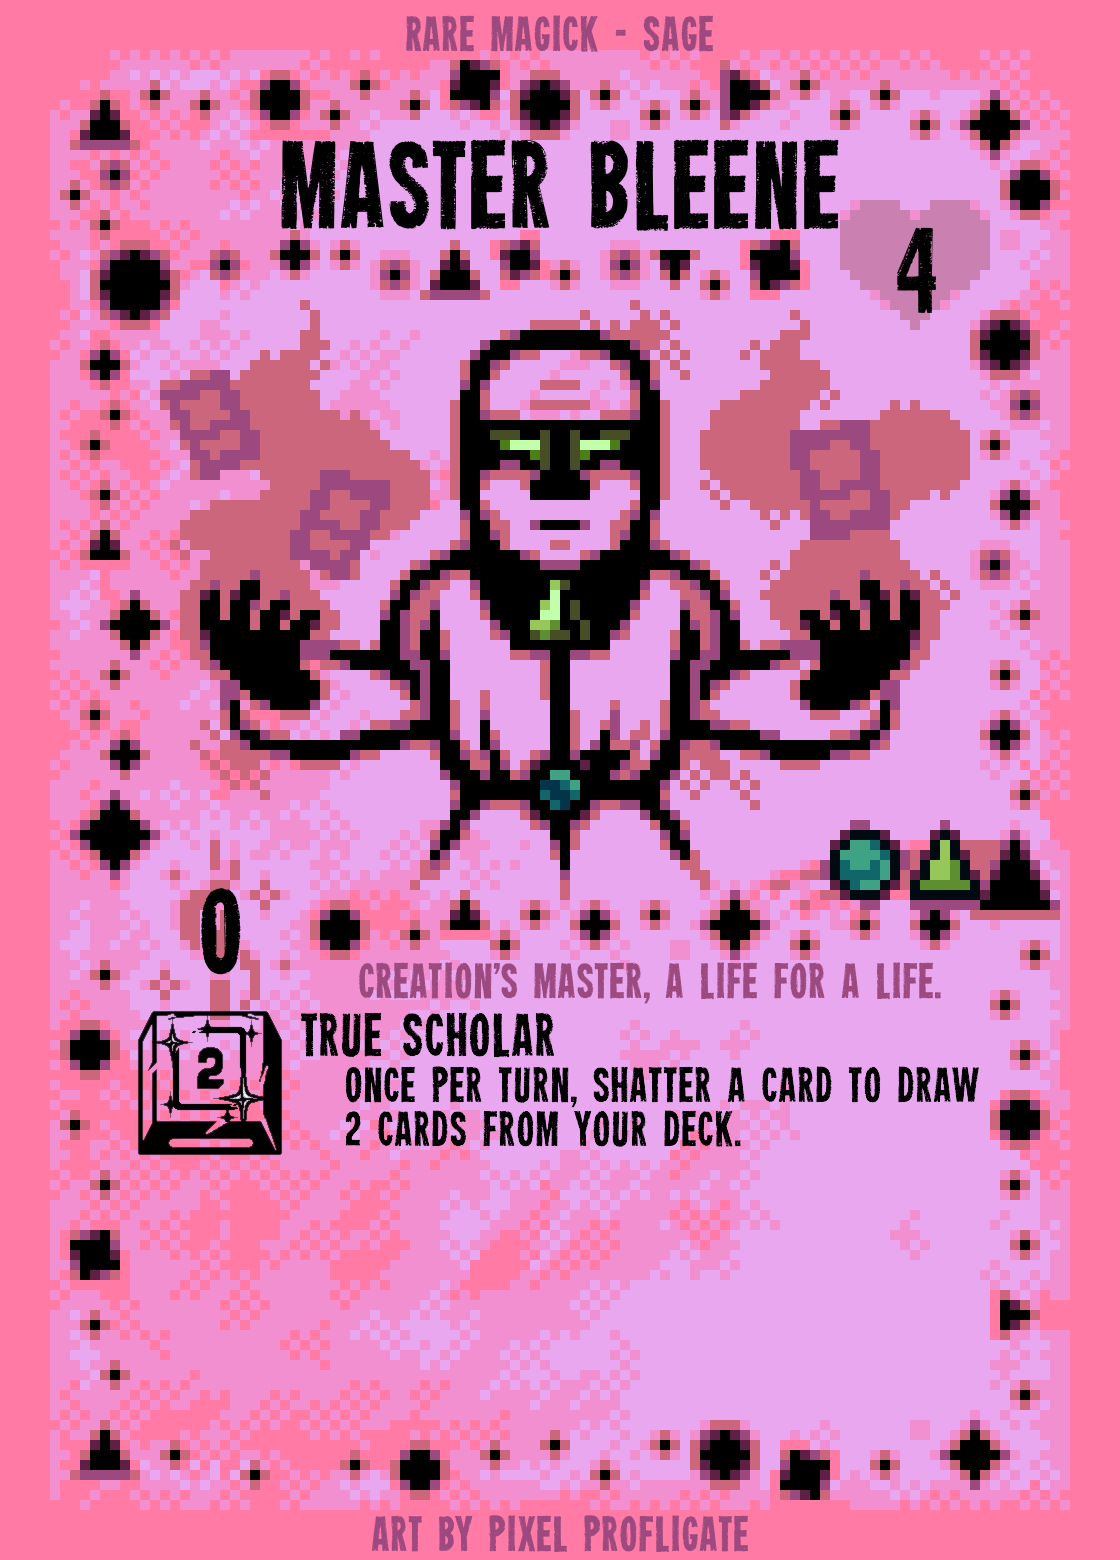 RARE MAGICK - SAGE
MASTER BLEENE
4
0
CREATION'S MASTER, A LIFE FOR A LIFE.
2
TRUE SCHOLAR
ONCE PER TURN, SHATTER A CARD TO DRAW
2 CARDS FROM YOUR DECK.
ART BY PIXEL PROFLIGATE